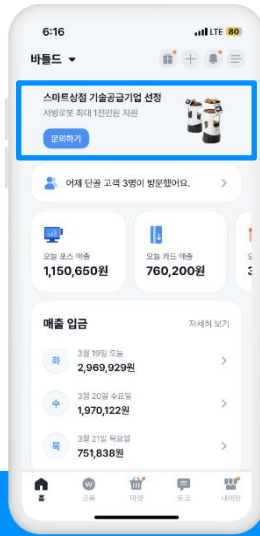 6:16
LTE 80
바틀드
스마트상점 기술공급기업 선정
서빙로봇 최대 1천만원 지원
문의하기
어제 단골 고객 3명이 방문했어요.
오늘 포스 매출
1,150,650원
오늘 카드 매출
760,200원
매출 입금
자세히 보기
화
3월 19일 오늘
2,969,929원
수
3월 20일 수요일
1,970,122원
목
3월 21일 목요일
751,838원
홈
금융
마켓
토크
내매장